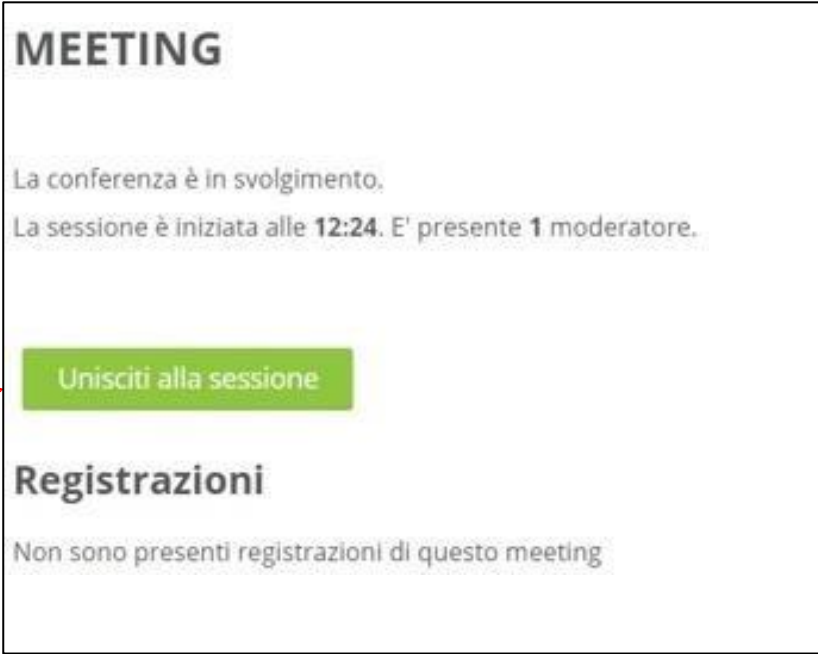 MEETING
La conferenza è in svolgimento.
La sessione è iniziata alle 12:24. E' presente 1 moderatore.
Unisciti alla sessione
Registrazioni
Non sono presenti registrazioni di questo meeting